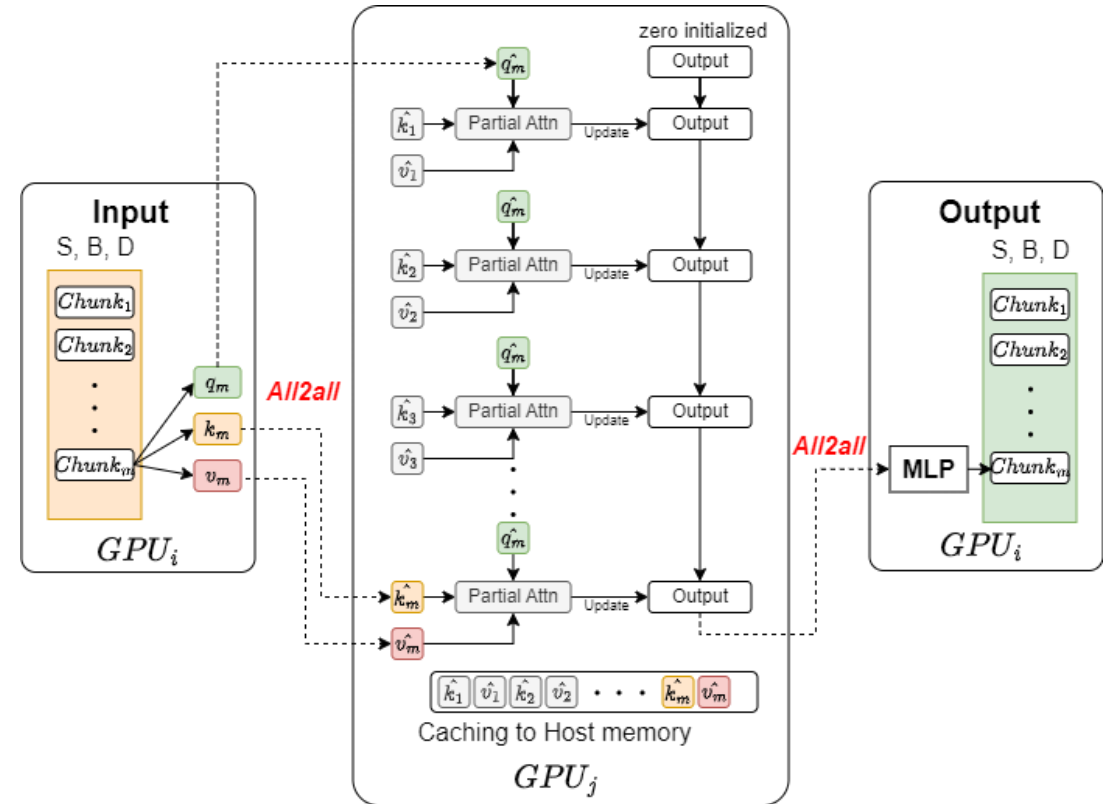 Input
S, B, D
Chunk₁
Chunk₂
Chunkₘ
qₘ
kₘ
vₘ
GPUᵢ
All2all
zero initialized
Output
q̂ₘ
k̂₁
Partial Attn
Update
Output
v̂₁
q̂ₘ
k̂₂
Partial Attn
Update
Output
v̂₂
q̂ₘ
k̂₃
Partial Attn
Update
Output
v̂₃
q̂ₘ
k̂ₘ
Partial Attn
Update
Output
v̂ₘ
k̂₁ v̂₁ k̂₂ v̂₂ · · · k̂ₘ v̂ₘ
Caching to Host memory
GPUⱼ
All2all
Output
S, B, D
Chunk₁
Chunk₂
MLP
Chunkₘ
GPUᵢ